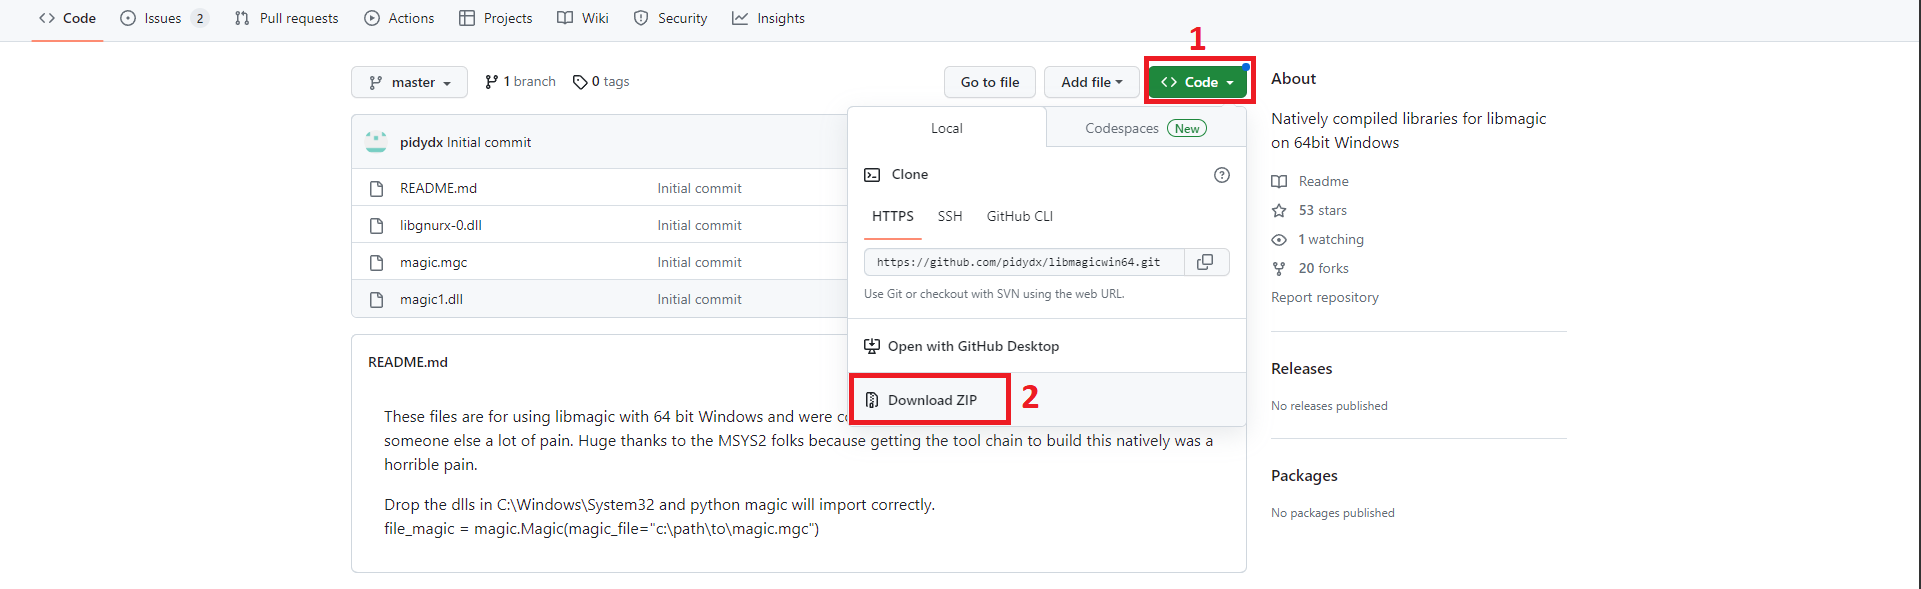 Code Issues 2 Pull requests Actions Projects Wiki Security Insights
1
master 1 branch 0 tags Go to file Add file Code
pidydx Initial commit
README.md Initial commit
libgnurx-0.dll Initial commit
magic.mgc Initial commit
magic1.dll Initial commit
Local Codespaces New
Clone
HTTPS SSH GitHub CLI
https://github.com/pidydx/libmagicwin64.git
Use Git or checkout with SVN using the web URL.
Open with GitHub Desktop
Download ZIP 2
README.md
These files are for using libmagic with 64 bit Windows and were
someone else a lot of pain. Huge thanks to the MSYS2 folks because getting the tool chain to build this natively was a
horrible pain.
Drop the dlls in C:\Windows\System32 and python magic will import correctly.
file_magic = magic.Magic(magic_file="c:\path\to\magic.mgc")
About
Natively compiled libraries for libmagic
on 64bit Windows
Readme
53 stars
1 watching
20 forks
Report repository
Releases
No releases published
Packages
No packages published